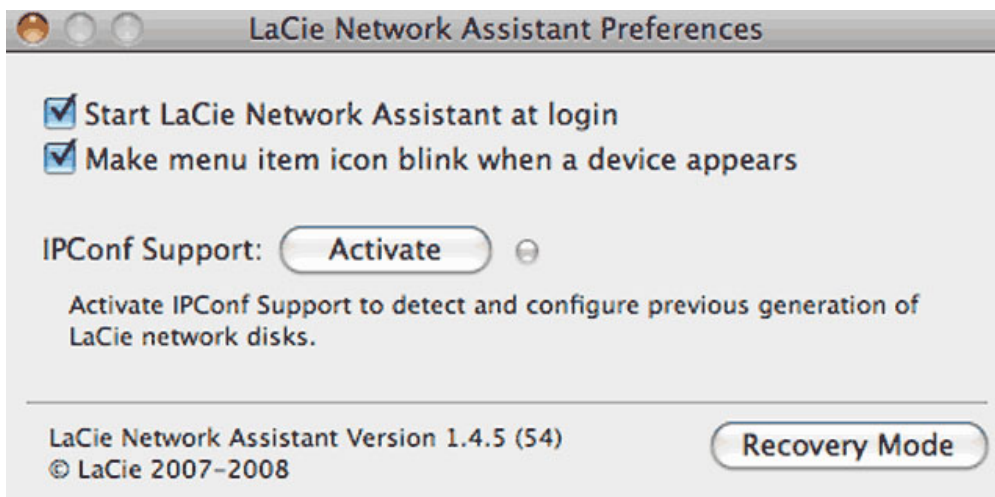 LaCie Network Assistant Preferences
Start LaCie Network Assistant at login
Make menu item icon blink when a device appears
IPConf Support: Activate
Activate IPConf Support to detect and configure previous generation of
LaCie network disks.
LaCie Network Assistant Version 1.4.5 (54)
© LaCie 2007-2008
Recovery Mode